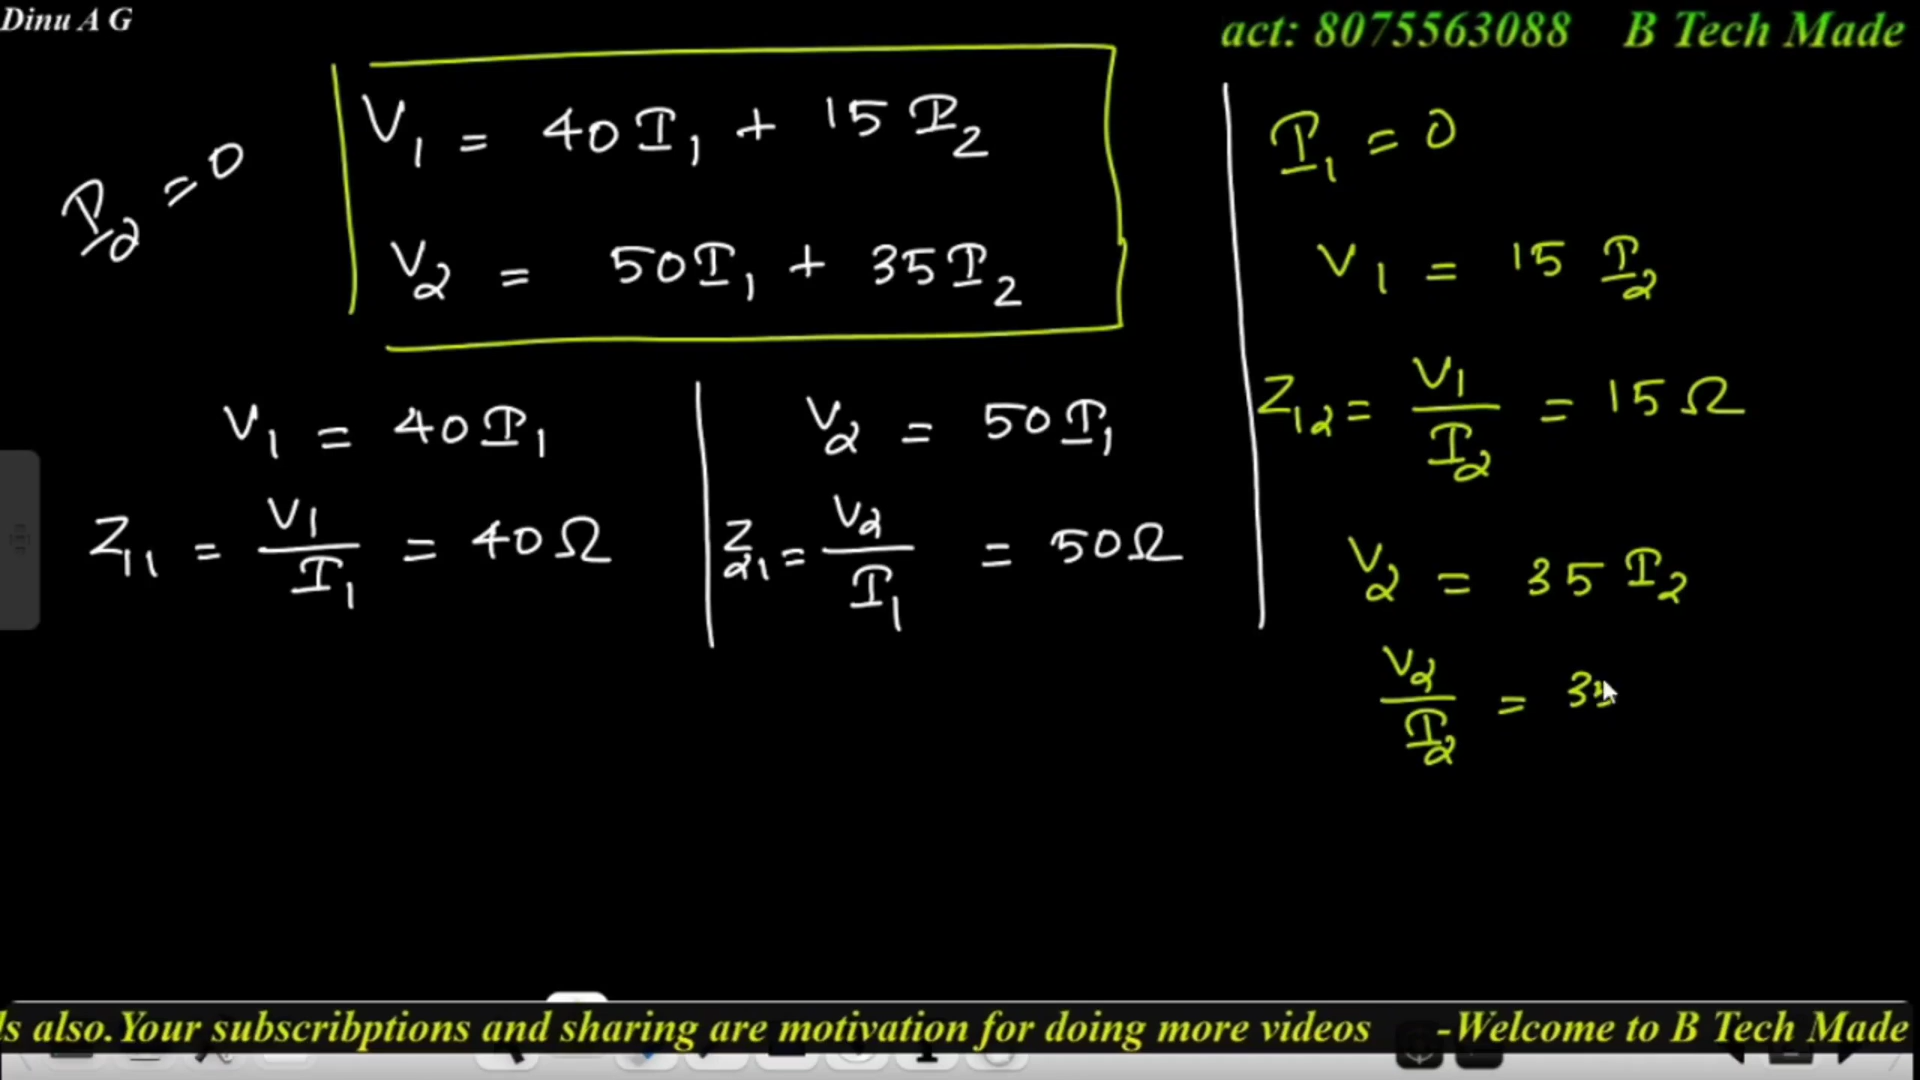 Dinu A G
act: 8075563088 B Tech Made
I2 = 0
V1 = 40I1 + 15I2
V2 = 50I1 + 35I2
V1 = 40I1
Z11 = V1/I1 = 40Ω
V2 = 50I1
Z21 = V2/I1 = 50Ω
I1 = 0
V1 = 15 I2
Z12 = V1/I2 = 15Ω
V2 = 35 I2
V2/I2 = 3
ls also.Your subscribptions and sharing are motivation for doing more videos -Welcome to B Tech Made